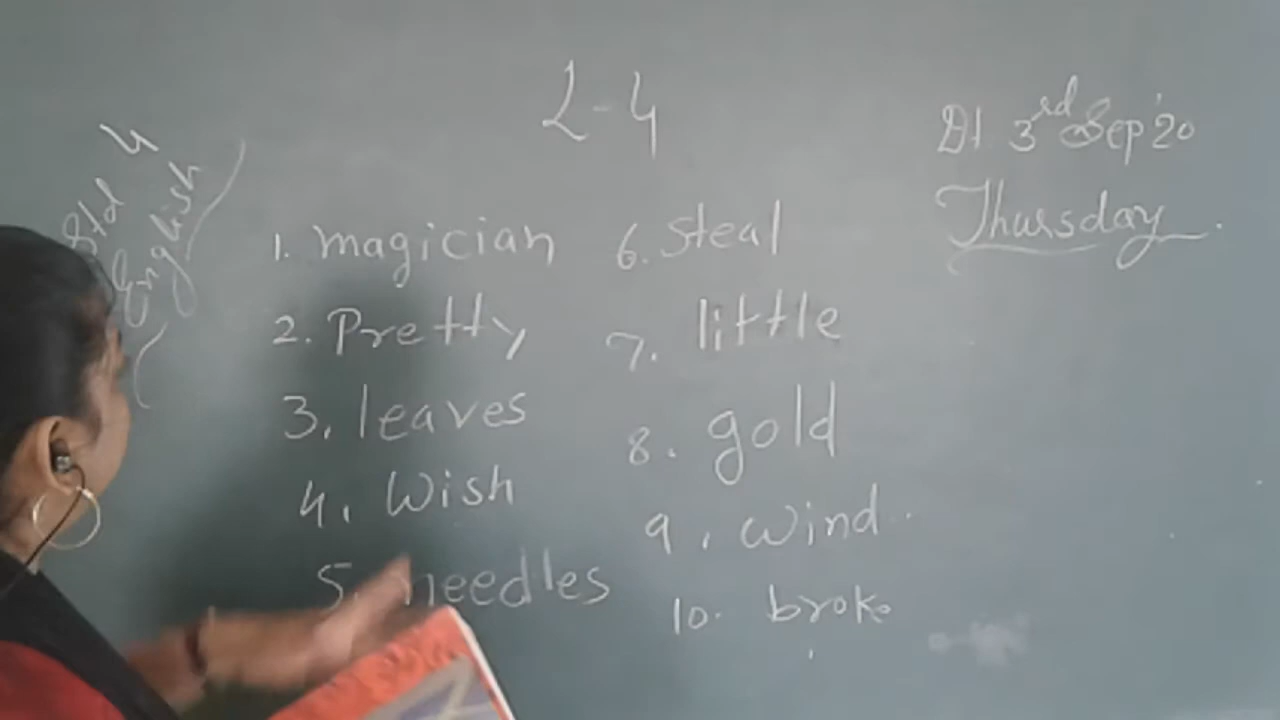 L-4
Dt 3rd Sep'20
Thursday.
Std 4
English
1. magician
2. Pretty
3. leaves
4. Wish
5. needles
6. Steal
7. little
8. gold
9. Wind..
10. broke